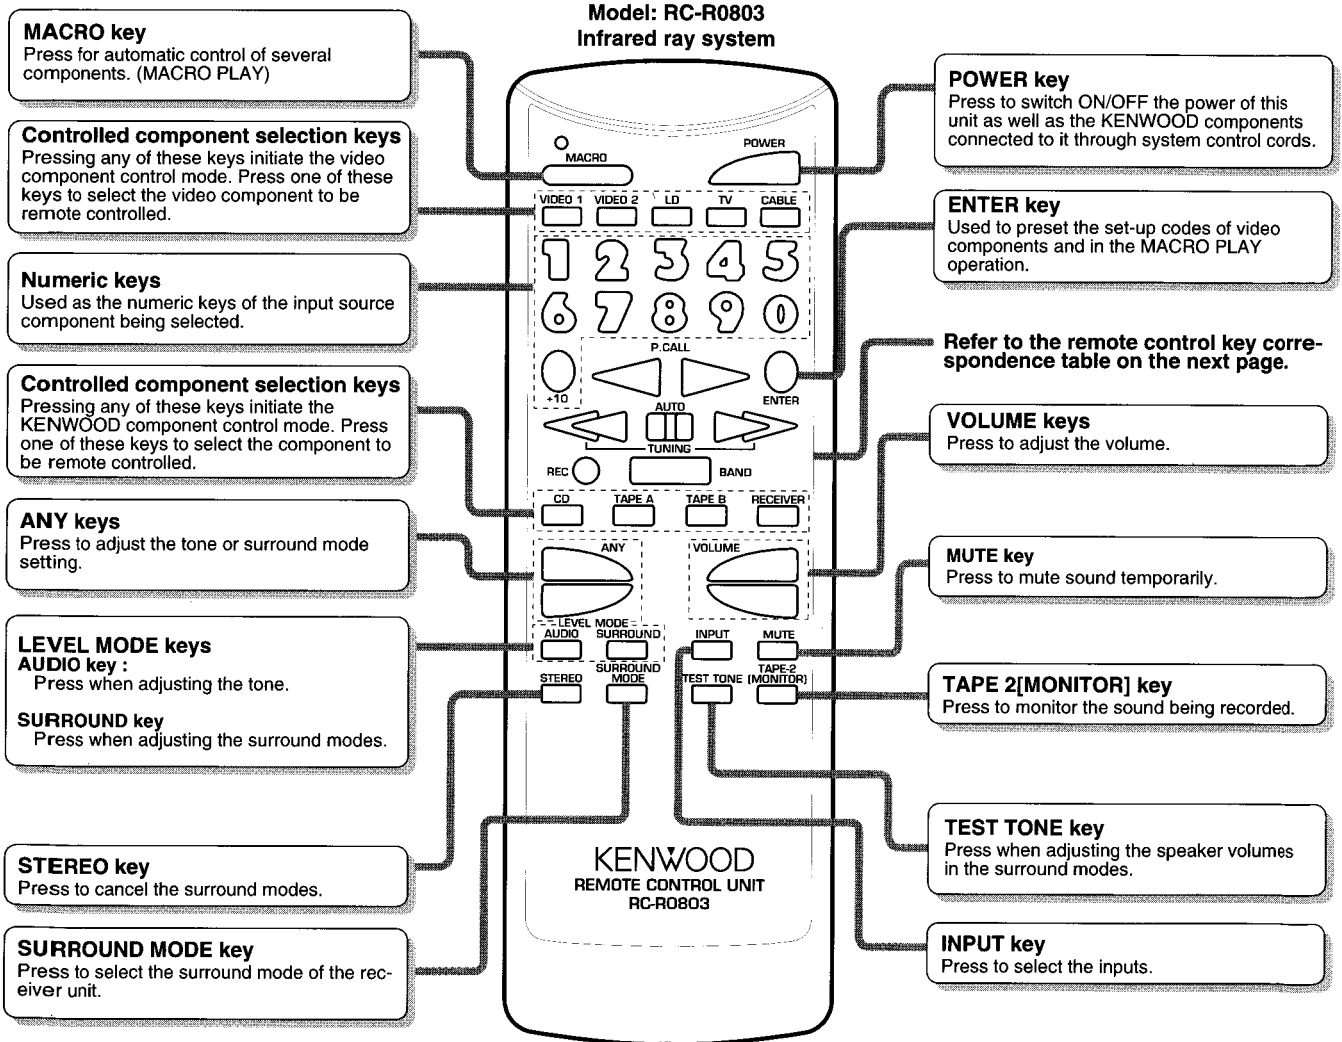 Model: RC-R0803
Infrared ray system
MACRO key
Press for automatic control of several
components. (MACRO PLAY)
Controlled component selection keys
Pressing any of these keys initiate the video
component control mode. Press one of these
keys to select the video component to be
remote controlled.
Numeric keys
Used as the numeric keys of the input source
component being selected.
Controlled component selection keys
Pressing any of these keys initiate the
KENWOOD component control mode. Press
one of these keys to select the component to
be remote controlled.
ANY keys
Press to adjust the tone or surround mode
setting.
LEVEL MODE keys
AUDIO key :
Press when adjusting the tone.
SURROUND key
Press when adjusting the surround modes.
STEREO key
Press to cancel the surround modes.
SURROUND MODE key
Press to select the surround mode of the rec-
eiver unit.
MACRO
POWER
VIDEO 1 VIDEO 2 LD TV CABLE
1 2 3 4 5
6 7 8 9 0
P.CALL
+10
ENTER
AUTO
TUNING
REC
BAND
CD TAPE A TAPE B RECEIVER
ANY
VOLUME
LEVEL MODE
AUDIO SURROUND INPUT MUTE
STEREO
SURROUND
MODE
TEST TONE
TAPE-2
[MONITOR]
KENWOOD
REMOTE CONTROL UNIT
RC-R0803
POWER key
Press to switch ON/OFF the power of this
unit as well as the KENWOOD components
connected to it through system control cords.
ENTER key
Used to preset the set-up codes of video
components and in the MACRO PLAY
operation.
Refer to the remote control key corre-
spondence table on the next page.
VOLUME keys
Press to adjust the volume.
MUTE key
Press to mute sound temporarily.
TAPE 2[MONITOR] key
Press to monitor the sound being recorded.
TEST TONE key
Press when adjusting the speaker volumes
in the surround modes.
INPUT key
Press to select the inputs.